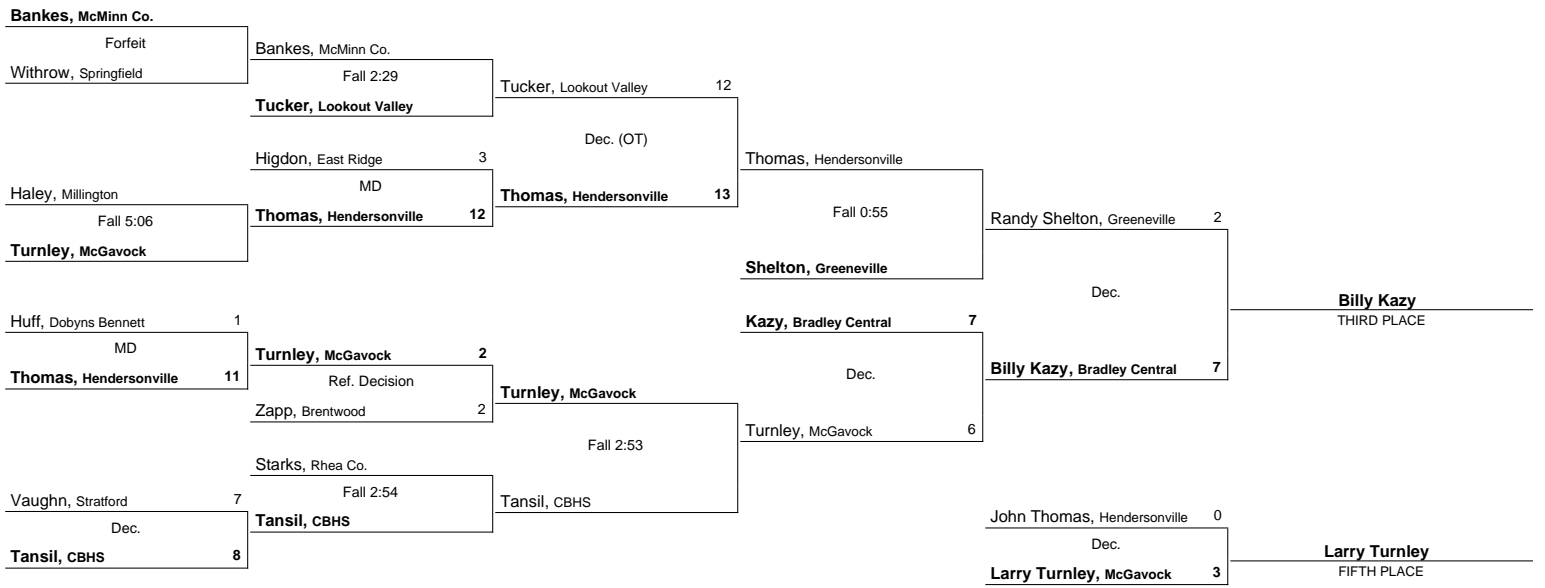 Bankes, McMinn Co.
Forfeit
Withrow, Springfield
Haley, Millington
Fall 5:06
Turnley, McGavock
Huff, Dobyns Bennett 1
MD
Thomas, Hendersonville 11
Vaughn, Stratford 7
Dec.
Tansil, CBHS 8
Bankes, McMinn Co.
Fall 2:29
Tucker, Lookout Valley
Higdon, East Ridge 3
MD
Thomas, Hendersonville 12
Turnley, McGavock 2
Ref. Decision
Zapp, Brentwood 2
Starks, Rhea Co.
Fall 2:54
Tansil, CBHS
Tucker, Lookout Valley 12
Dec. (OT)
Thomas, Hendersonville 13
Turnley, McGavock
Fall 2:53
Tansil, CBHS
Thomas, Hendersonville
Fall 0:55
Shelton, Greeneville
Kazy, Bradley Central 7
Dec.
Turnley, McGavock 6
Randy Shelton, Greeneville 2
Dec.
Billy Kazy, Bradley Central 7
Billy Kazy
THIRD PLACE
John Thomas, Hendersonville 0
Dec.
Larry Turnley, McGavock 3
Larry Turnley
FIFTH PLACE